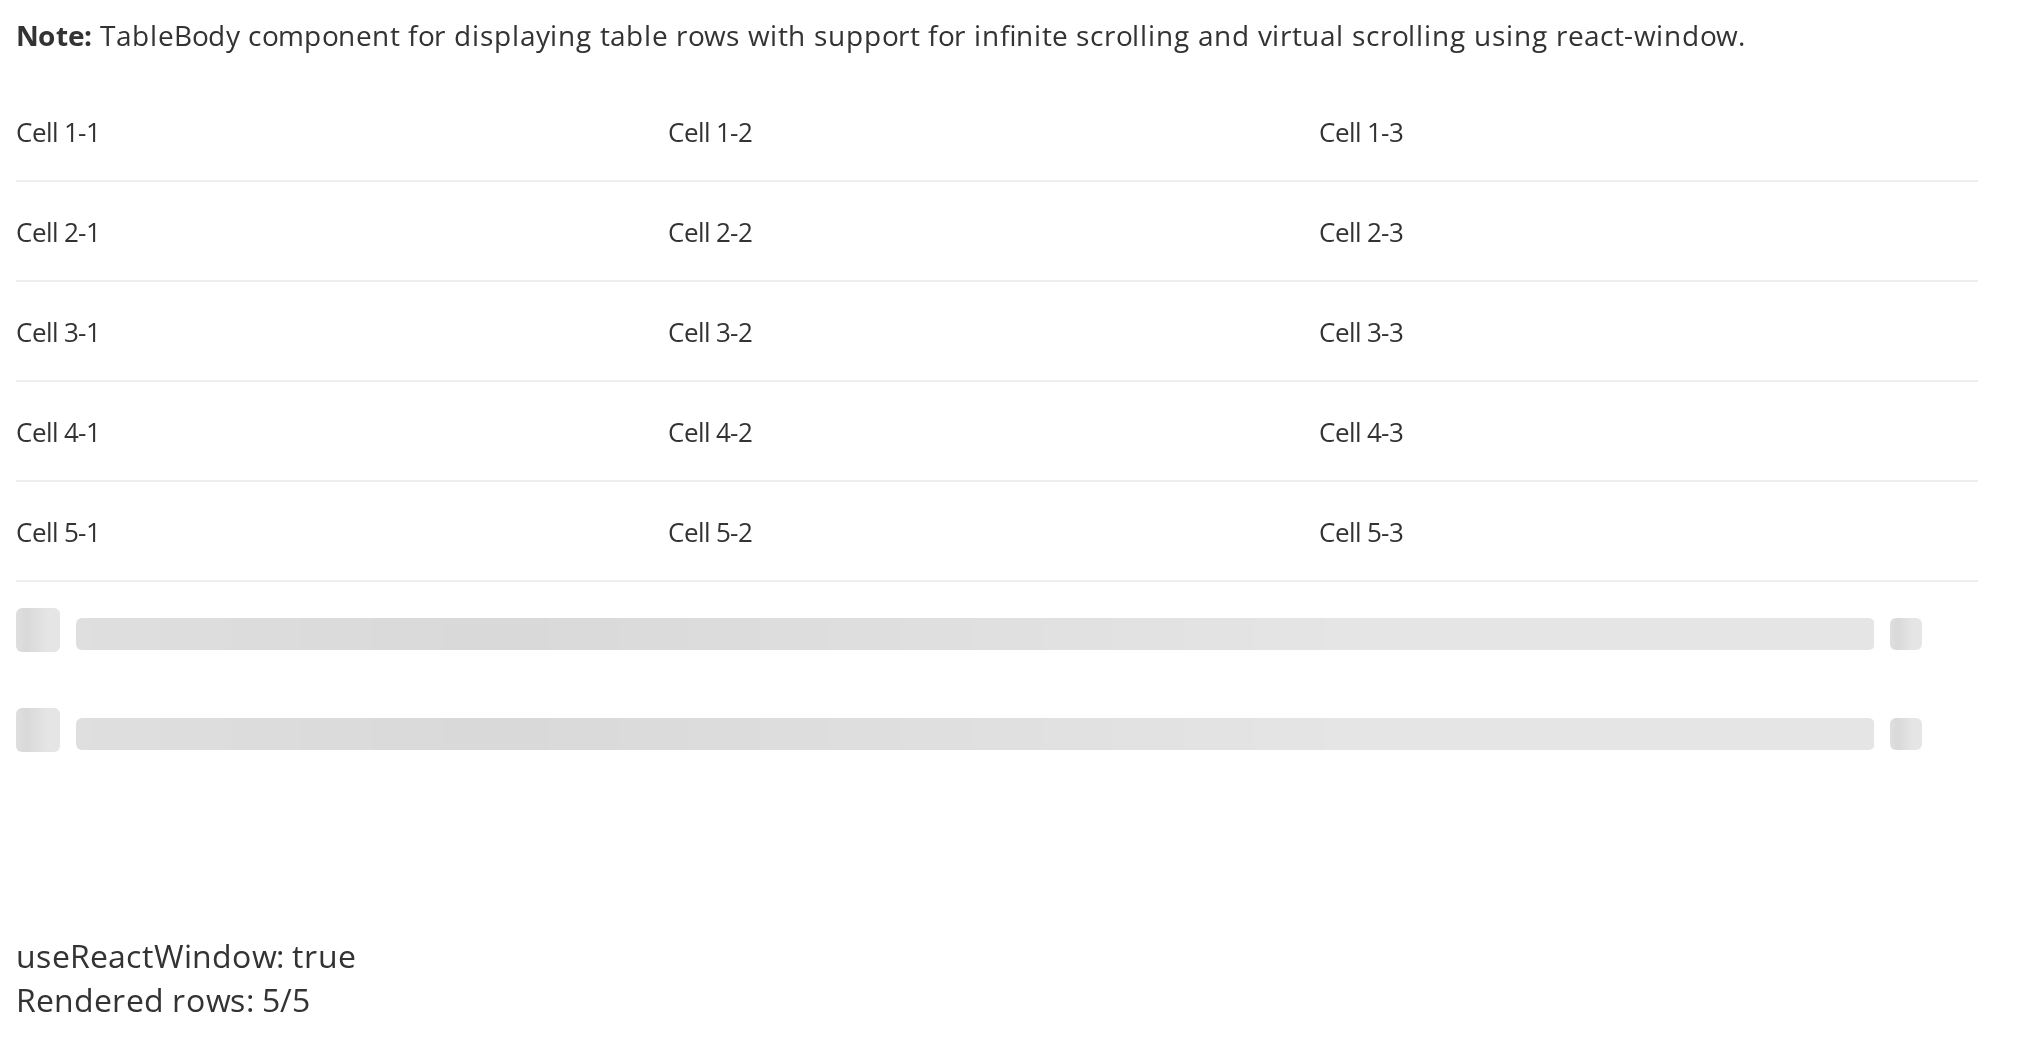 Note: TableBody component for displaying table rows with support for infinite scrolling and virtual scrolling using react-window.
Cell 1-1 Cell 1-2 Cell 1-3
Cell 2-1 Cell 2-2 Cell 2-3
Cell 3-1 Cell 3-2 Cell 3-3
Cell 4-1 Cell 4-2 Cell 4-3
Cell 5-1 Cell 5-2 Cell 5-3
useReactWindow: true
Rendered rows: 5/5